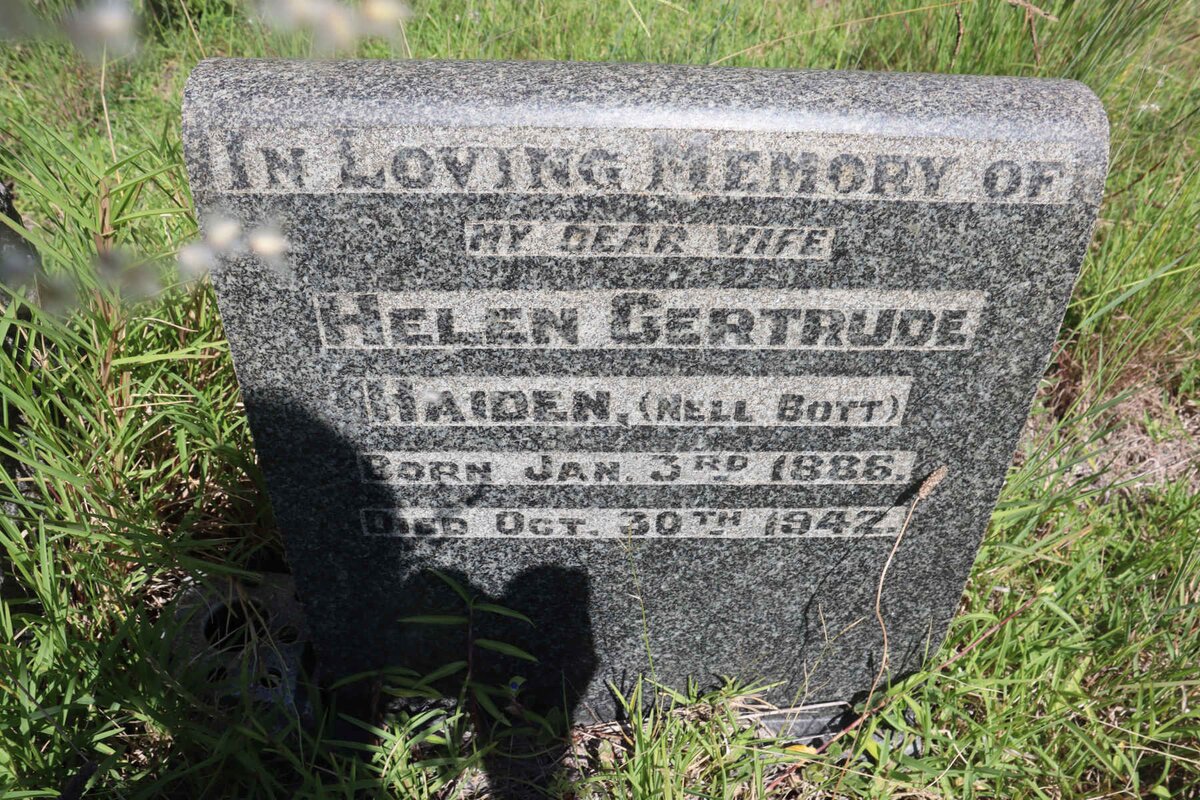 IN LOVING MEMORY OF
MY DEAR WIFE
HELEN GERTRUDE
HAIDEN, (NELL BOTT)
BORN JAN. 3RD 1886.
DIED OCT. 30TH 1942.